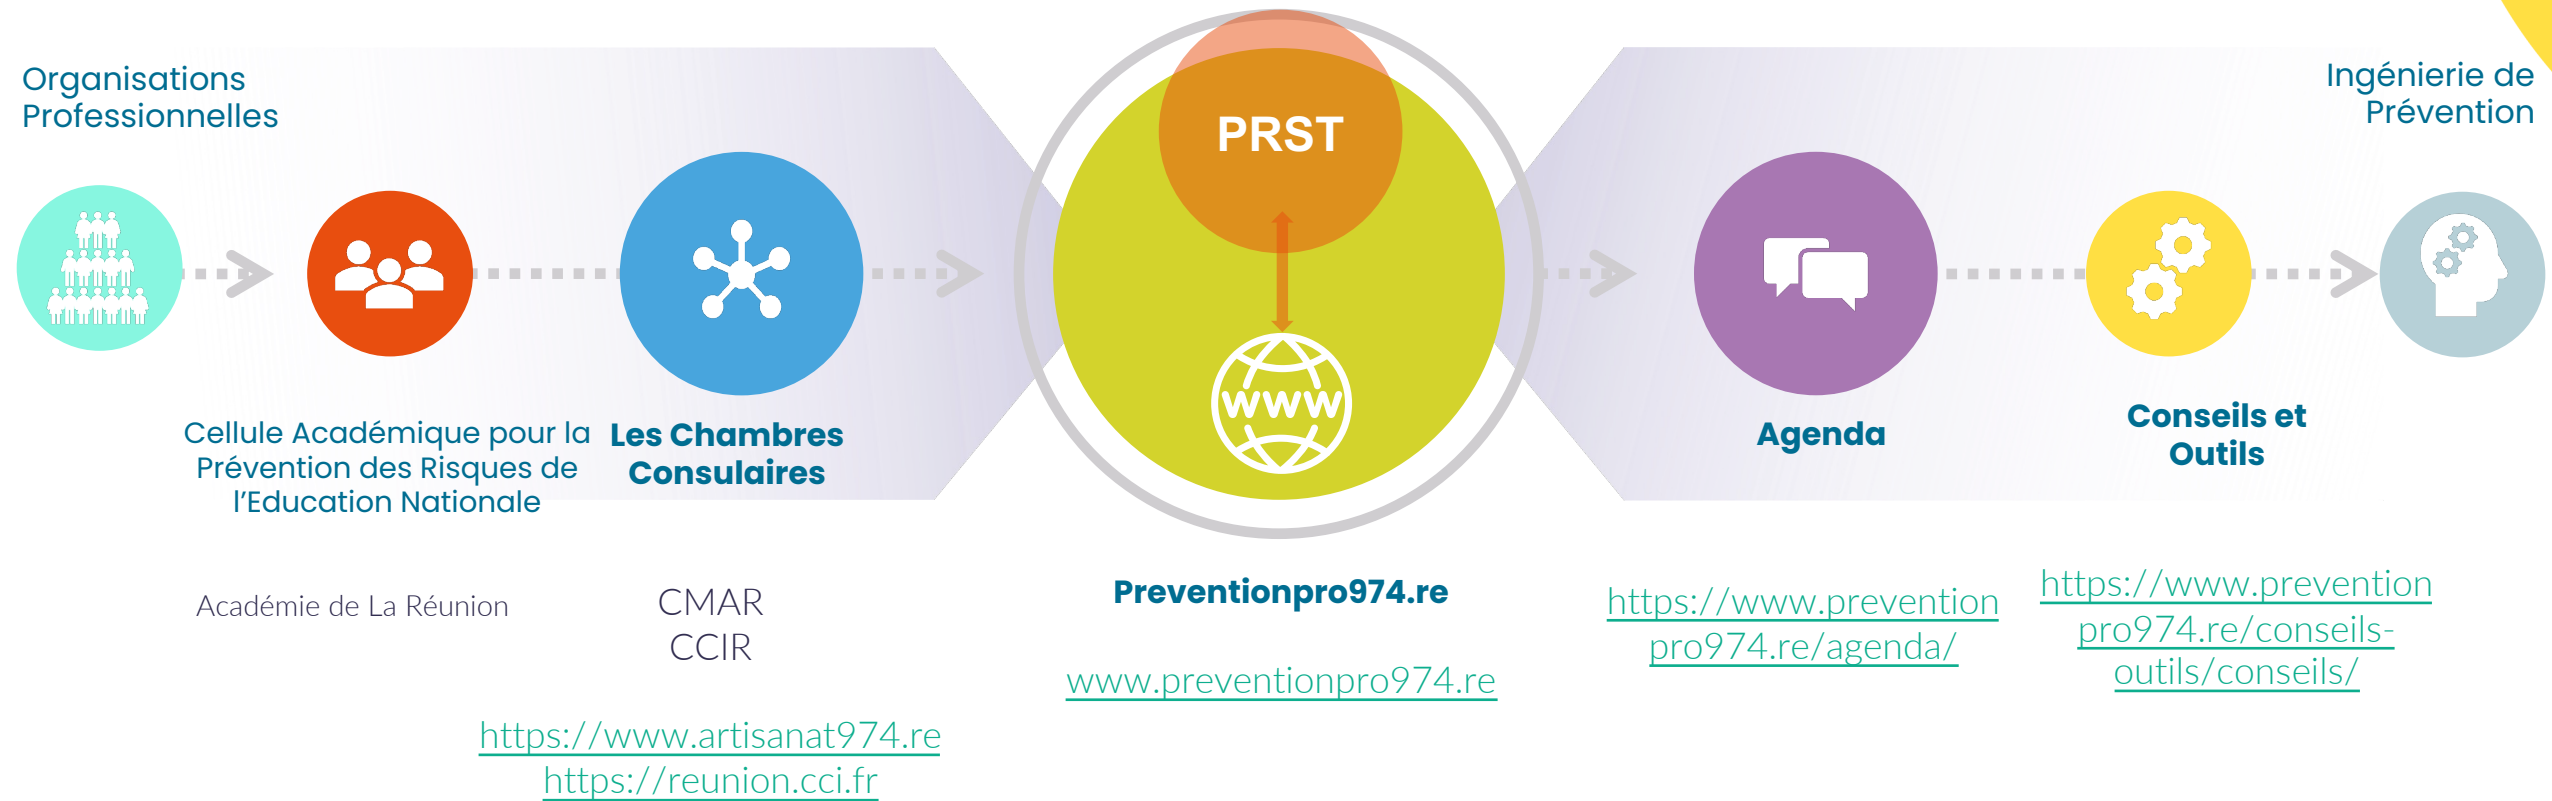 Organisations
Professionnelles
Cellule Académique pour la
Prévention des Risques de
l'Education Nationale
Académie de La Réunion
Les Chambres
Consulaires
CMAR
CCIR
https://www.artisanat974.re
https://reunion.cci.fr
PRST
WWW
Preventionpro974.re
www.preventionpro974.re
Agenda
https://www.prevention
pro974.re/agenda/
Conseils et
Outils
https://www.prevention
pro974.re/conseils-
outils/conseils/
Ingénierie de
Prévention